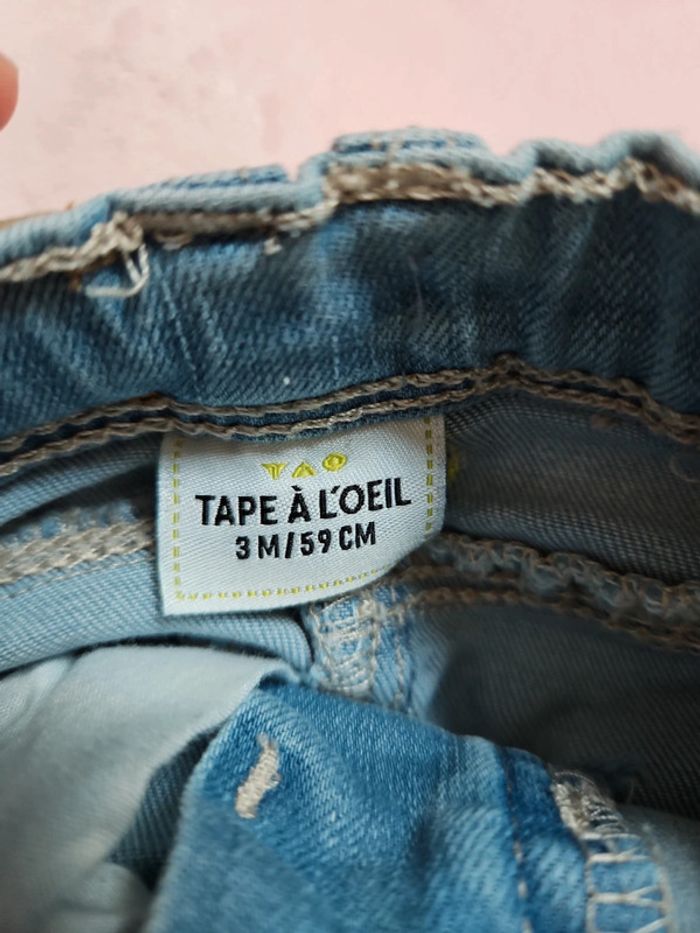 TAO
TAPE À L'OEIL
3 M/59 CM